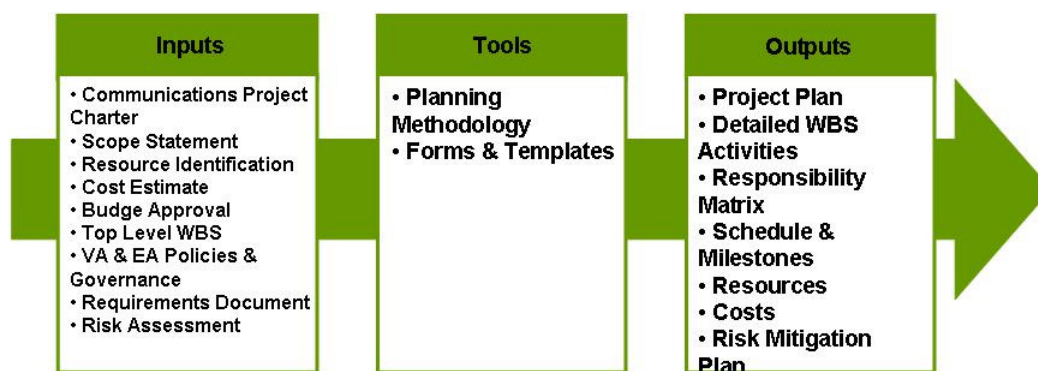 Inputs
• Communications Project
Charter
• Scope Statement
• Resource Identification
• Cost Estimate
• Budge Approval
• Top Level WBS
• VA & EA Policies &
Governance
• Requirements Document
• Risk Assessment
Tools
• Planning
Methodology
• Forms & Templates
Outputs
• Project Plan
• Detailed WBS
Activities
• Responsibility
Matrix
• Schedule &
Milestones
• Resources
• Costs
• Risk Mitigation
Plan